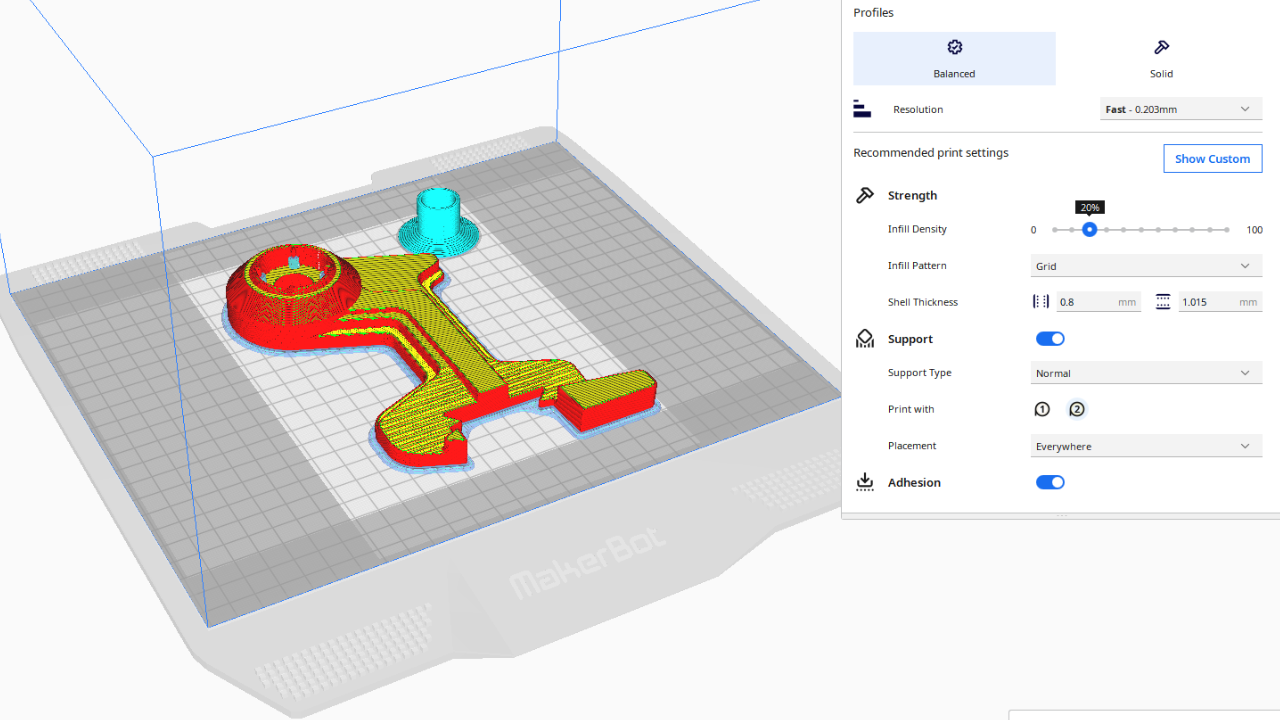 Profiles
Balanced
Solid
Resolution
Fast - 0.203mm
Recommended print settings
Show Custom
Strength
20%
Infill Density
0
100
Infill Pattern
Grid
Shell Thickness
0.8 mm
1.015 mm
Support
Support Type
Normal
Print with
1
2
Placement
Everywhere
Adhesion
MakerBot